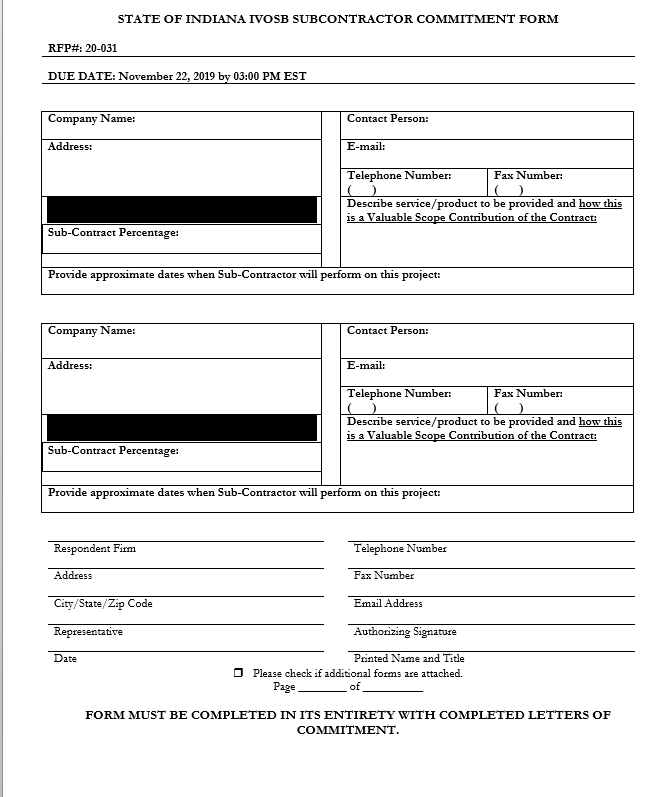 STATE OF INDIANA IVOSB SUBCONTRACTOR COMMITMENT FORM
RFP#: 20-031
DUE DATE: November 22, 2019 by 03:00 PM EST
Company Name:
Contact Person:
Address:
E-mail:
Telephone Number:
Fax Number:
(     )
(     )
Describe service/product to be provided and how this
is a Valuable Scope Contribution of the Contract:
Sub-Contract Percentage:
Provide approximate dates when Sub-Contractor will perform on this project:
Company Name:
Contact Person:
Address:
E-mail:
Telephone Number:
Fax Number:
(     )
(     )
Describe service/product to be provided and how this
is a Valuable Scope Contribution of the Contract:
Sub-Contract Percentage:
Provide approximate dates when Sub-Contractor will perform on this project:
Respondent Firm
Telephone Number
Address
Fax Number
City/State/Zip Code
Email Address
Representative
Authorizing Signature
Date
Printed Name and Title
❒ Please check if additional forms are attached.
Page ________ of __________
FORM MUST BE COMPLETED IN ITS ENTIRETY WITH COMPLETED LETTERS OF
COMMITMENT.